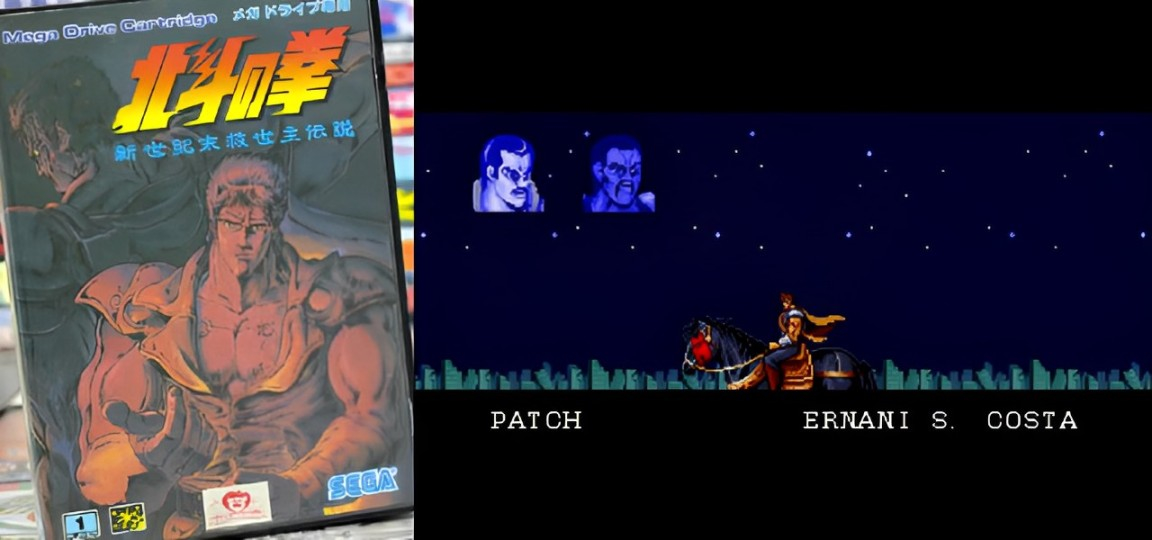 Mega Drive Cartridge
メガドライブ専用
北斗の拳
新世紀末救世主伝説
SEGA
1
PATCH
ERNANI S. COSTA